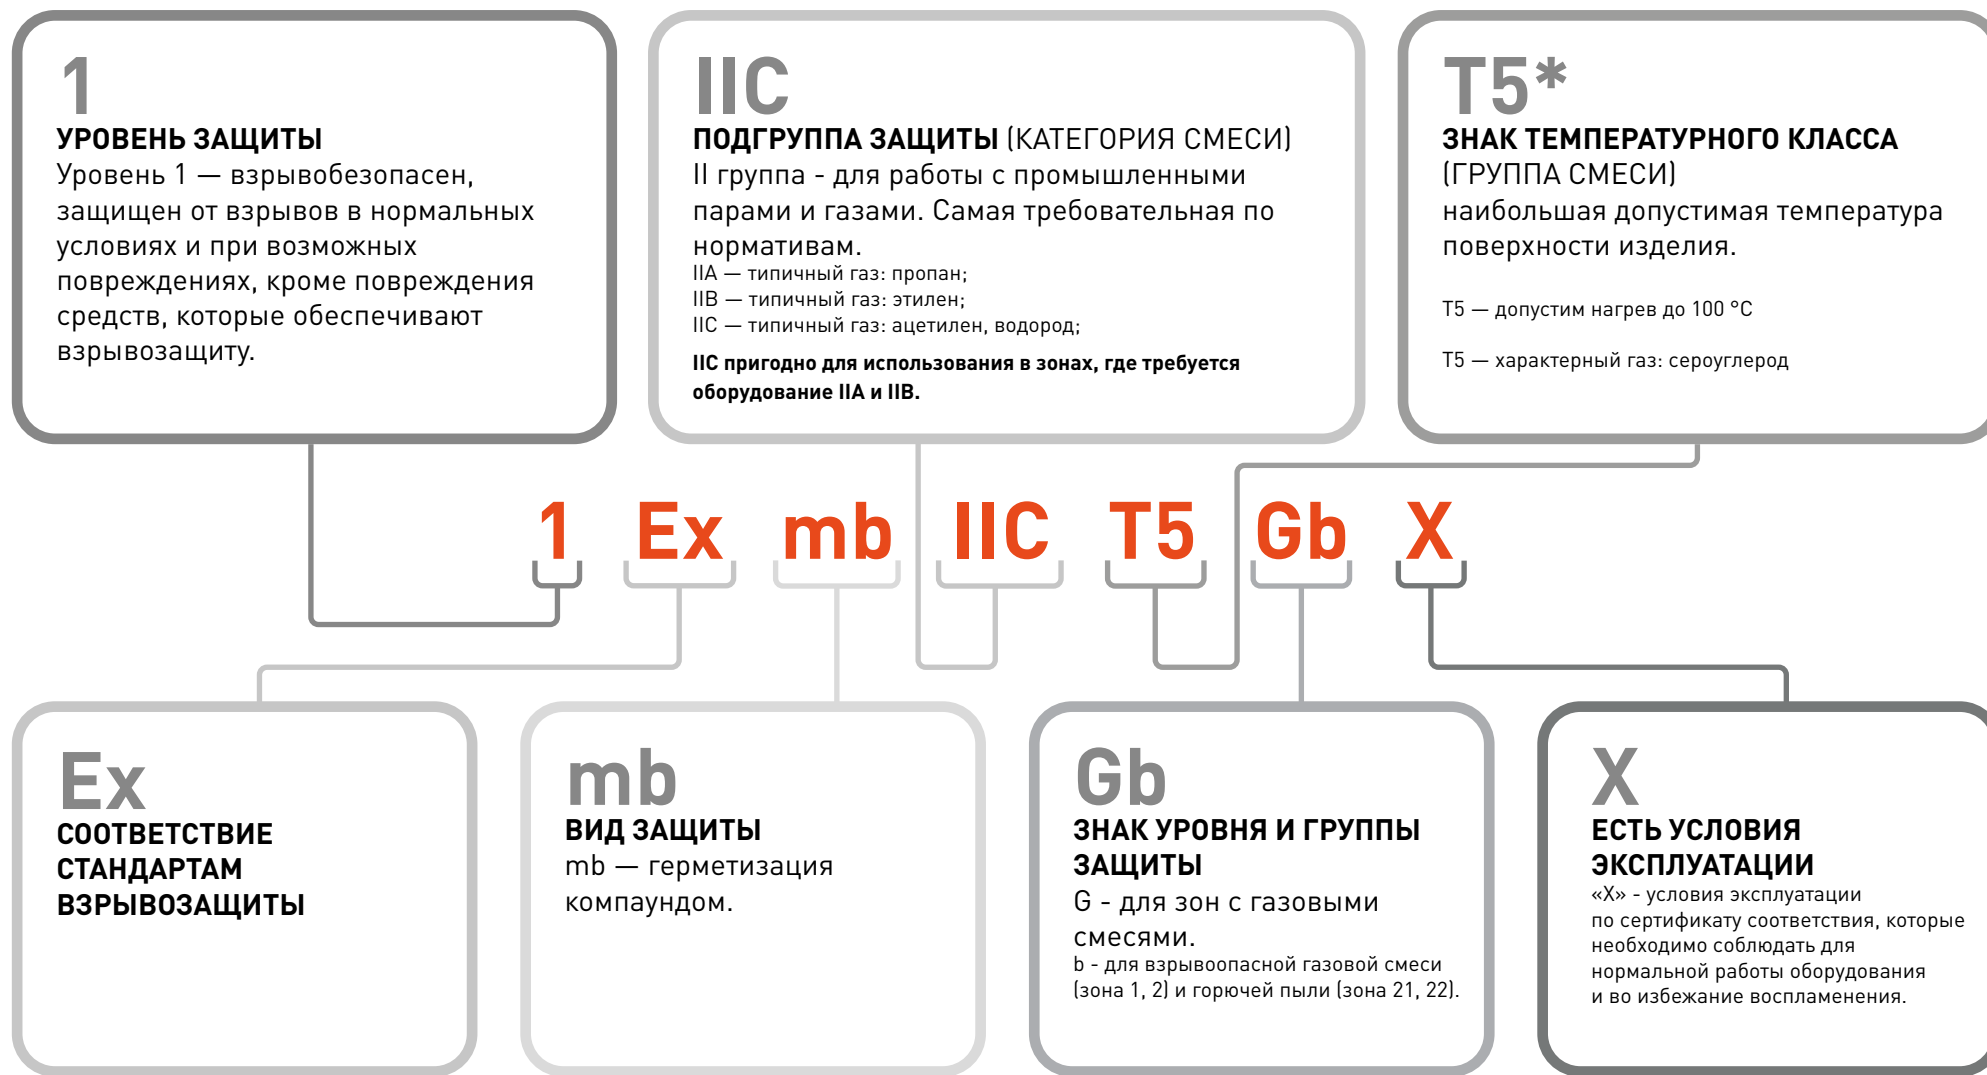 1
УРОВЕНЬ ЗАЩИТЫ
Уровень 1 — взрывобезопасен,
защищен от взрывов в нормальных
условиях и при возможных
повреждениях, кроме повреждения
средств, которые обеспечивают
взрывозащиту.
IIC
ПОДГРУППА ЗАЩИТЫ (КАТЕГОРИЯ СМЕСИ)
II группа - для работы с промышленными
парами и газами. Самая требовательная по
нормативам.
IIA — типичный газ: пропан;
IIB — типичный газ: этилен;
IIC — типичный газ: ацетилен, водород;
IIC пригодно для использования в зонах, где требуется
оборудование IIA и IIB.
T5*
ЗНАК ТЕМПЕРАТУРНОГО КЛАССА
(ГРУППА СМЕСИ)
наибольшая допустимая температура
поверхности изделия.
T5 — допустим нагрев до 100 °C
T5 — характерный газ: сероуглерод
1 Ex mb IIC T5 Gb X
Ex
СООТВЕТСТВИЕ
СТАНДАРТАМ
ВЗРЫВОЗАЩИТЫ
mb
ВИД ЗАЩИТЫ
mb — герметизация
компаундом.
Gb
ЗНАК УРОВНЯ И ГРУППЫ
ЗАЩИТЫ
G - для зон с газовыми
смесями.
b - для взрывоопасной газовой смеси
(зона 1, 2) и горючей пыли (зона 21, 22).
X
ЕСТЬ УСЛОВИЯ
ЭКСПЛУАТАЦИИ
«X» - условия эксплуатации
по сертификату соответствия, которые
необходимо соблюдать для
нормальной работы оборудования
и во избежание воспламенения.